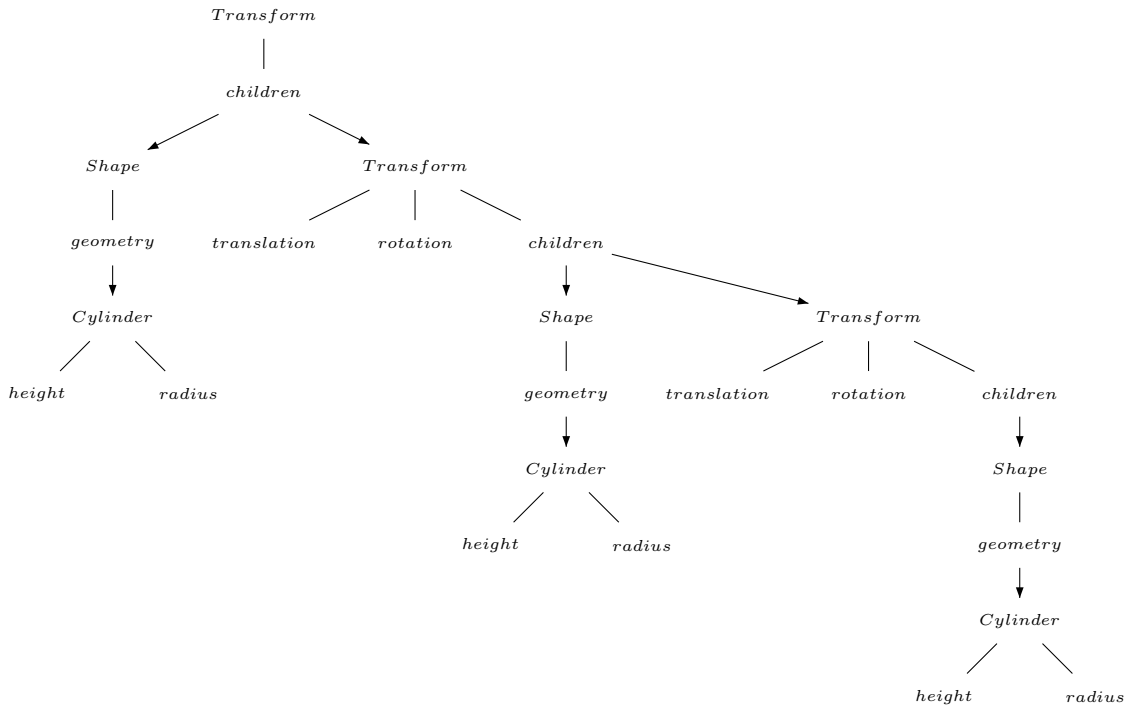 Transform
children
Shape Transform
geometry translation rotation children
Cylinder Shape Transform
height radius geometry translation rotation children
Cylinder Shape
height radius geometry
Cylinder
height radius